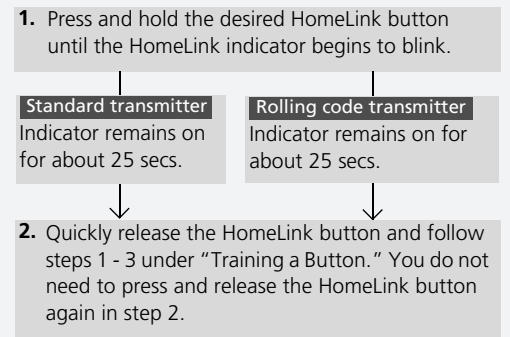 1. Press and hold the desired HomeLink button
until the HomeLink indicator begins to blink.
Standard transmitter
Indicator remains on
for about 25 secs.
Rolling code transmitter
Indicator remains on for
about 25 secs.
2. Quickly release the HomeLink button and follow
steps 1 - 3 under “Training a Button.” You do not
need to press and release the HomeLink button
again in step 2.